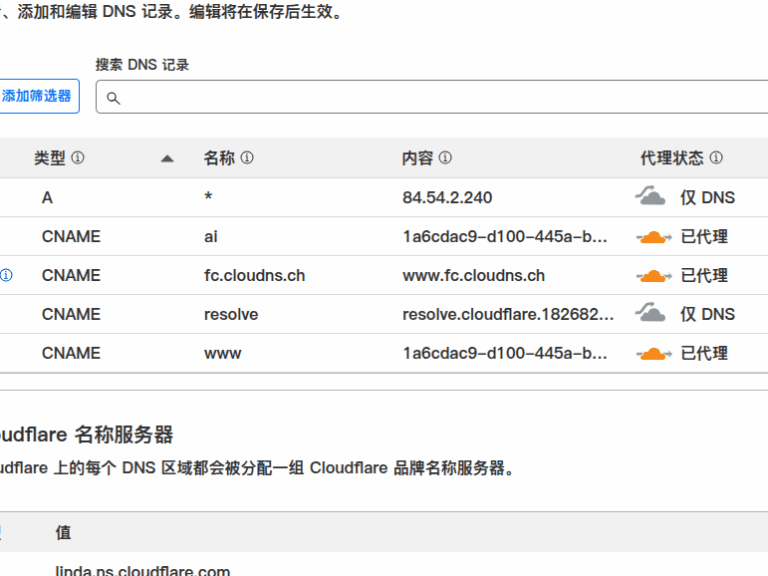 、添加和编辑 DNS 记录。编辑将在保存后生效。
搜索 DNS 记录
添加筛选器
类型 名称 内容 代理状态
A * 84.54.2.240 仅 DNS
CNAME ai 1a6cdac9-d100-445a-b... 已代理
CNAME fc.cloudns.ch www.fc.cloudns.ch 已代理
CNAME resolve resolve.cloudflare.182682... 仅 DNS
CNAME www 1a6cdac9-d100-445a-b... 已代理
oudflare 名称服务器
udflare 上的每个 DNS 区域都会被分配一组 Cloudflare 品牌名称服务器。
值
linda.ns.cloudflare.com